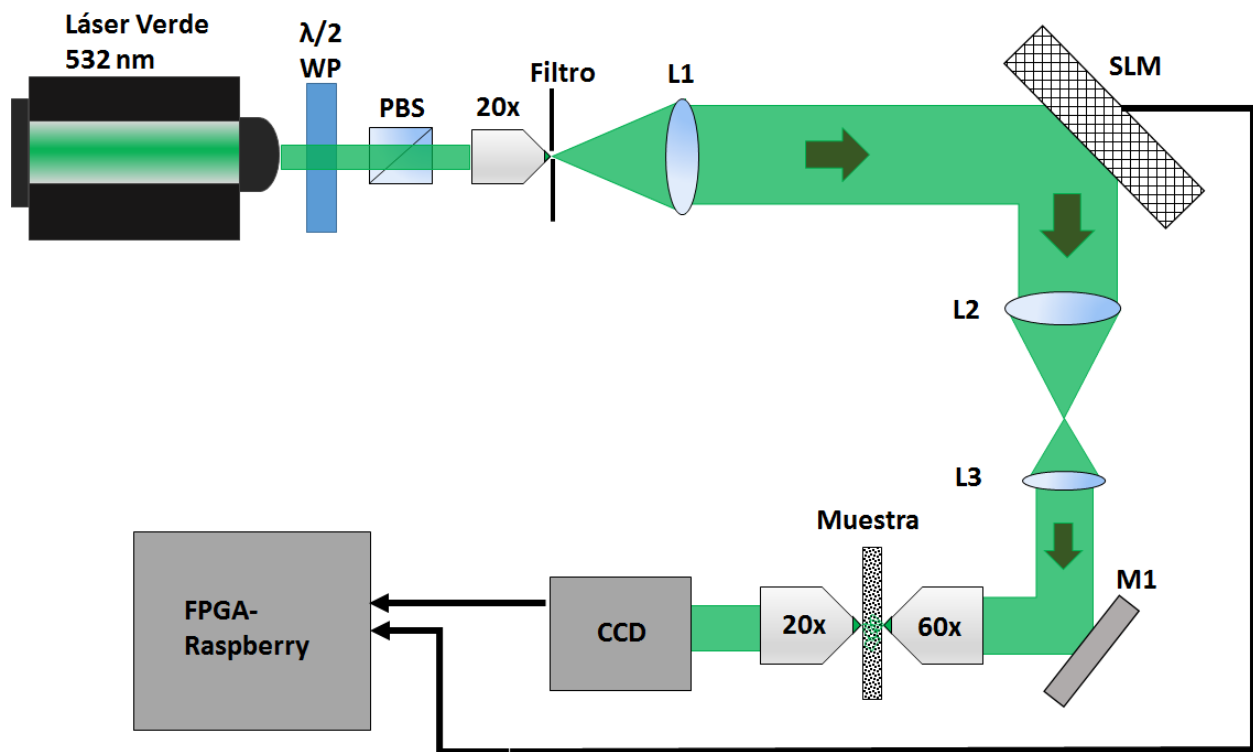 Láser Verde
532 nm
λ/2
WP
PBS
20x
Filtro
L1
SLM
L2
L3
Muestra
M1
FPGA-
Raspberry
CCD
20x
60x